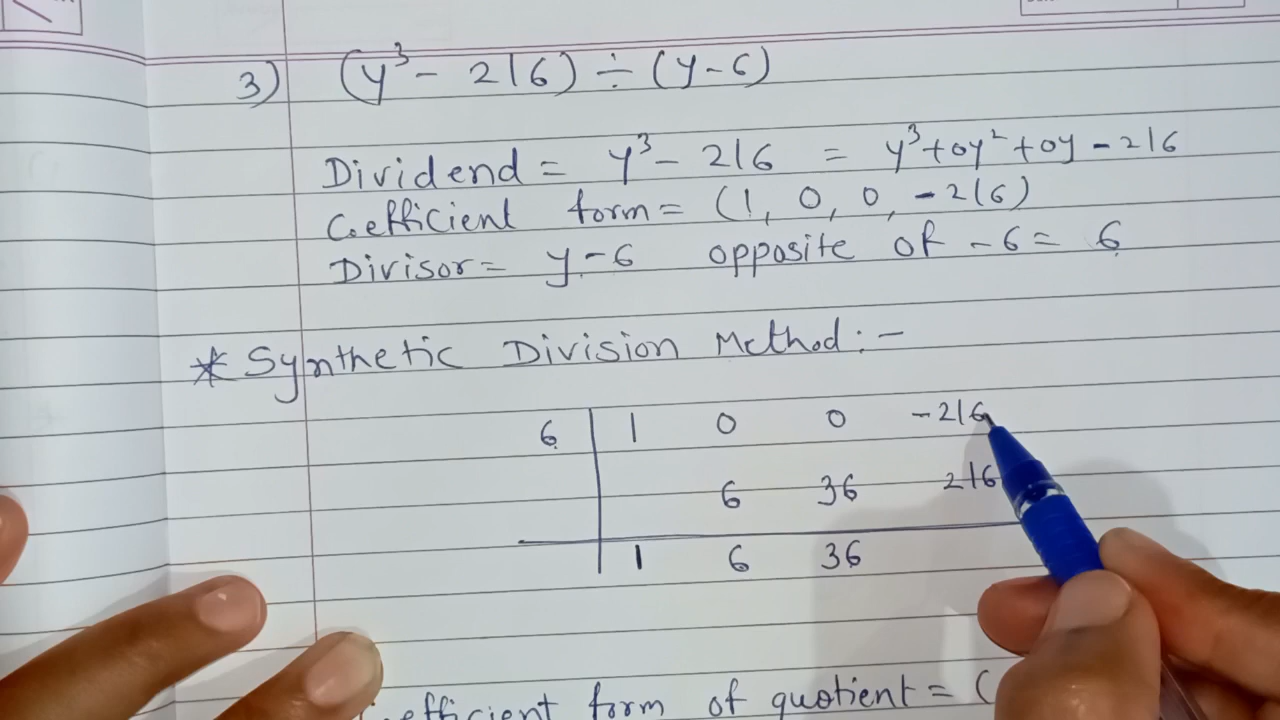 3) (y³ - 216) ÷ (y-6)
Dividend = y³ - 216 = y³+0y²+0y-216
Coefficient form = (1, 0, 0, -216)
Divisor = y-6 opposite of -6 = 6
* Synthetic Division Method:-
6 | 1 0 0 -216
6 36 216
1 6 36
efficient form of quotient = (